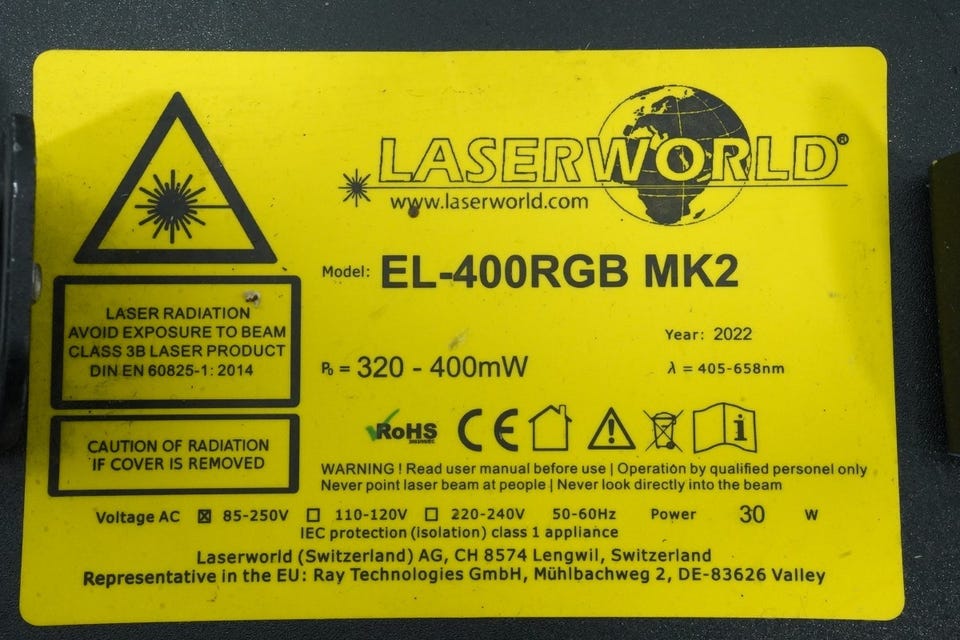 LASERWORLD®
www.laserworld.com
Model: EL-400RGB MK2
LASER RADIATION
AVOID EXPOSURE TO BEAM
CLASS 3B LASER PRODUCT
DIN EN 60825-1: 2014
Year: 2022
P₀ = 320 - 400mW
λ = 405-658nm
CAUTION OF RADIATION
IF COVER IS REMOVED
RoHS CE i
WARNING ! Read user manual before use | Operation by qualified personel only
Never point laser beam at people | Never look directly into the beam
Voltage AC ☒ 85-250V ☐ 110-120V ☐ 220-240V 50-60Hz Power 30 W
IEC protection (isolation) class 1 appliance
Laserworld (Switzerland) AG, CH 8574 Lengwil, Switzerland
Representative in the EU: Ray Technologies GmbH, Mühlbachweg 2, DE-83626 Valley